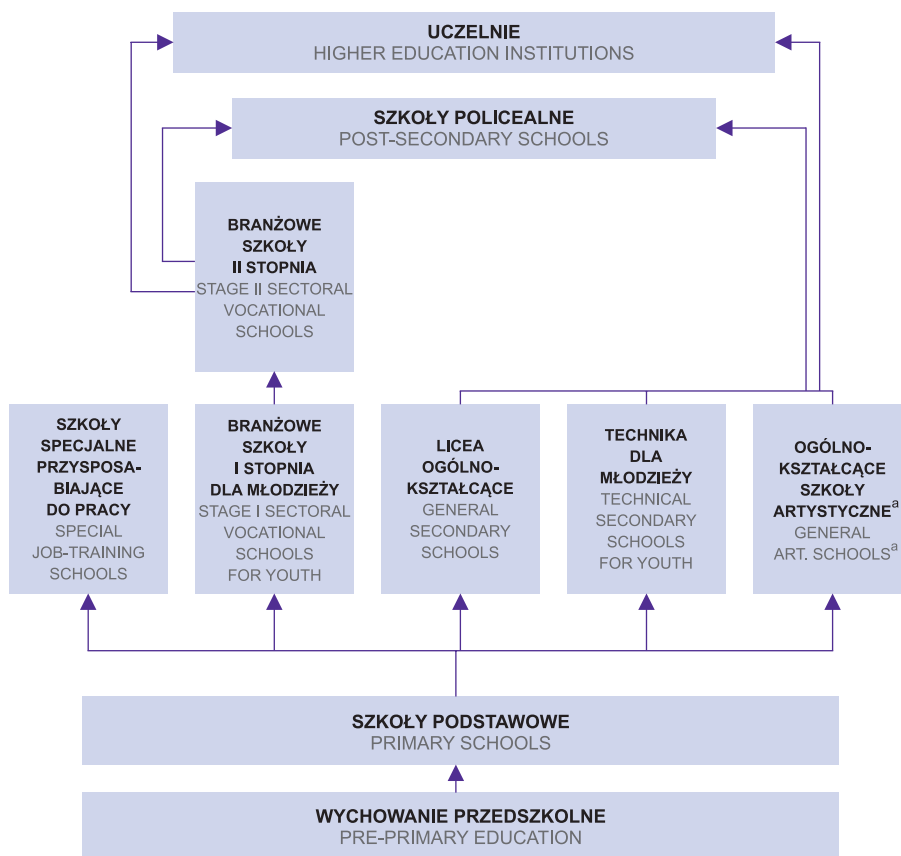 UCZELNIE
HIGHER EDUCATION INSTITUTIONS
SZKOŁY POLICEALNE
POST-SECONDARY SCHOOLS
BRANŻOWE
SZKOŁY
II STOPNIA
STAGE II SECTORAL
VOCATIONAL
SCHOOLS
SZKOŁY
SPECJALNE
PRZYSPOSA-
BIAJĄCE
DO PRACY
SPECIAL
JOB-TRAINING
SCHOOLS
BRANŻOWE
SZKOŁY
I STOPNIA
DLA MŁODZIEŻY
STAGE I SECTORAL
VOCATIONAL
SCHOOLS
FOR YOUTH
LICEA
OGÓLNO-
KSZTAŁCĄCE
GENERAL
SECONDARY
SCHOOLS
TECHNIKA
DLA
MŁODZIEŻY
TECHNICAL
SECONDARY
SCHOOLS
FOR YOUTH
OGÓLNO-
KSZTAŁCĄCE
SZKOŁY
ARTYSTYCZNEᵃ
GENERAL
ART. SCHOOLSᵃ
SZKOŁY PODSTAWOWE
PRIMARY SCHOOLS
WYCHOWANIE PRZEDSZKOLNE
PRE-PRIMARY EDUCATION